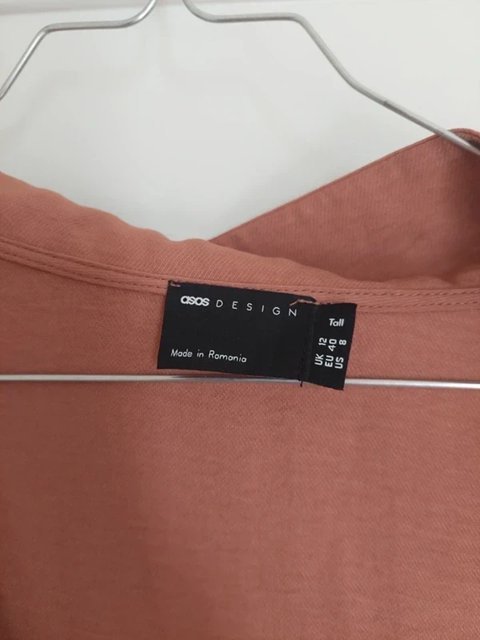 asos DESIGN
Made in Romania
Tall
UK 12
EU 40
US 8